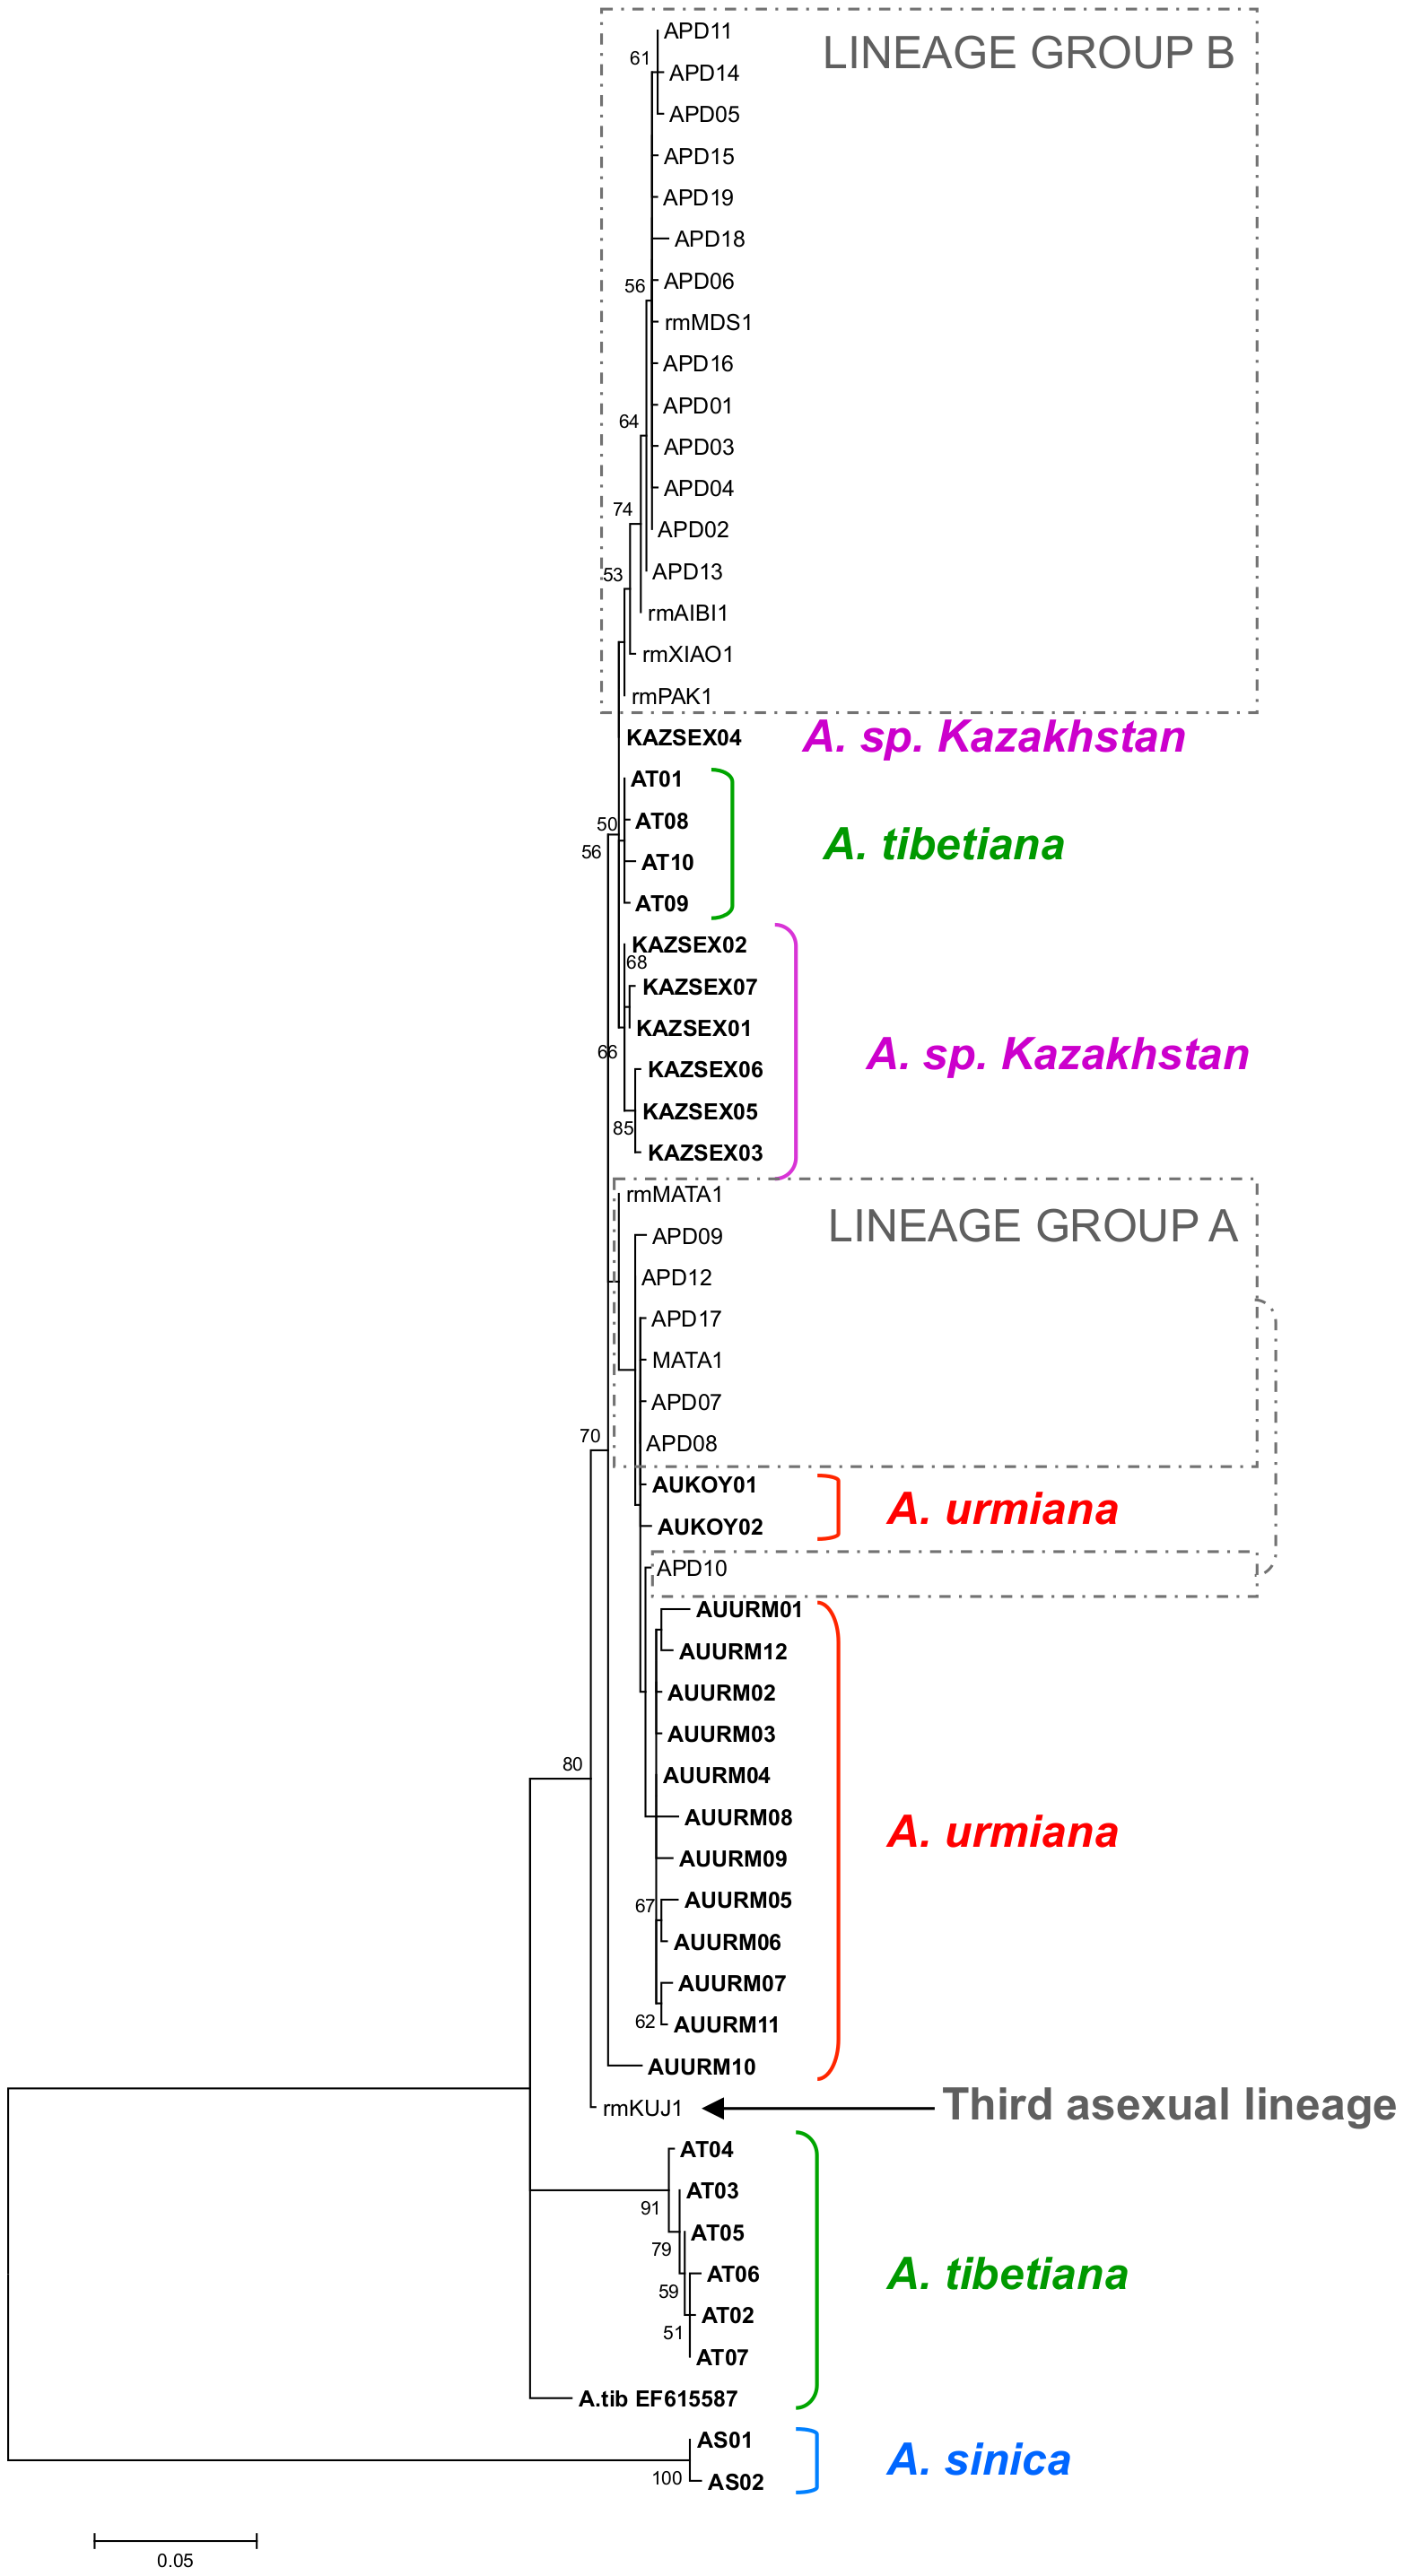 APD11
LINEAGE GROUP B
61
APD14
APD05
APD15
APD19
APD18
APD06
56
rmMDS1
APD16
APD01
64
APD03
APD04
74
APD02
APD13
53
rmAIBI1
rmXIAO1
rmPAK1
KAZSEX04
A. sp. Kazakhstan
AT01
AT08
50
A. tibetiana
56
AT10
AT09
KAZSEX02
68
KAZSEX07
KAZSEX01
66
A. sp. Kazakhstan
KAZSEX06
KAZSEX05
85
KAZSEX03
rmMATA1
LINEAGE GROUP A
APD09
APD12
APD17
MATA1
APD07
70
APD08
AUKOY01
A. urmiana
AUKOY02
APD10
AUURM01
AUURM12
AUURM02
AUURM03
80
AUURM04
AUURM08
A. urmiana
AUURM09
67
AUURM05
AUURM06
AUURM07
62
AUURM11
AUURM10
rmKUJ1
Third asexual lineage
AT04
AT03
91
AT05
79
AT06
A. tibetiana
59
AT02
51
AT07
A.tib EF615587
AS01
A. sinica
100
AS02
0.05